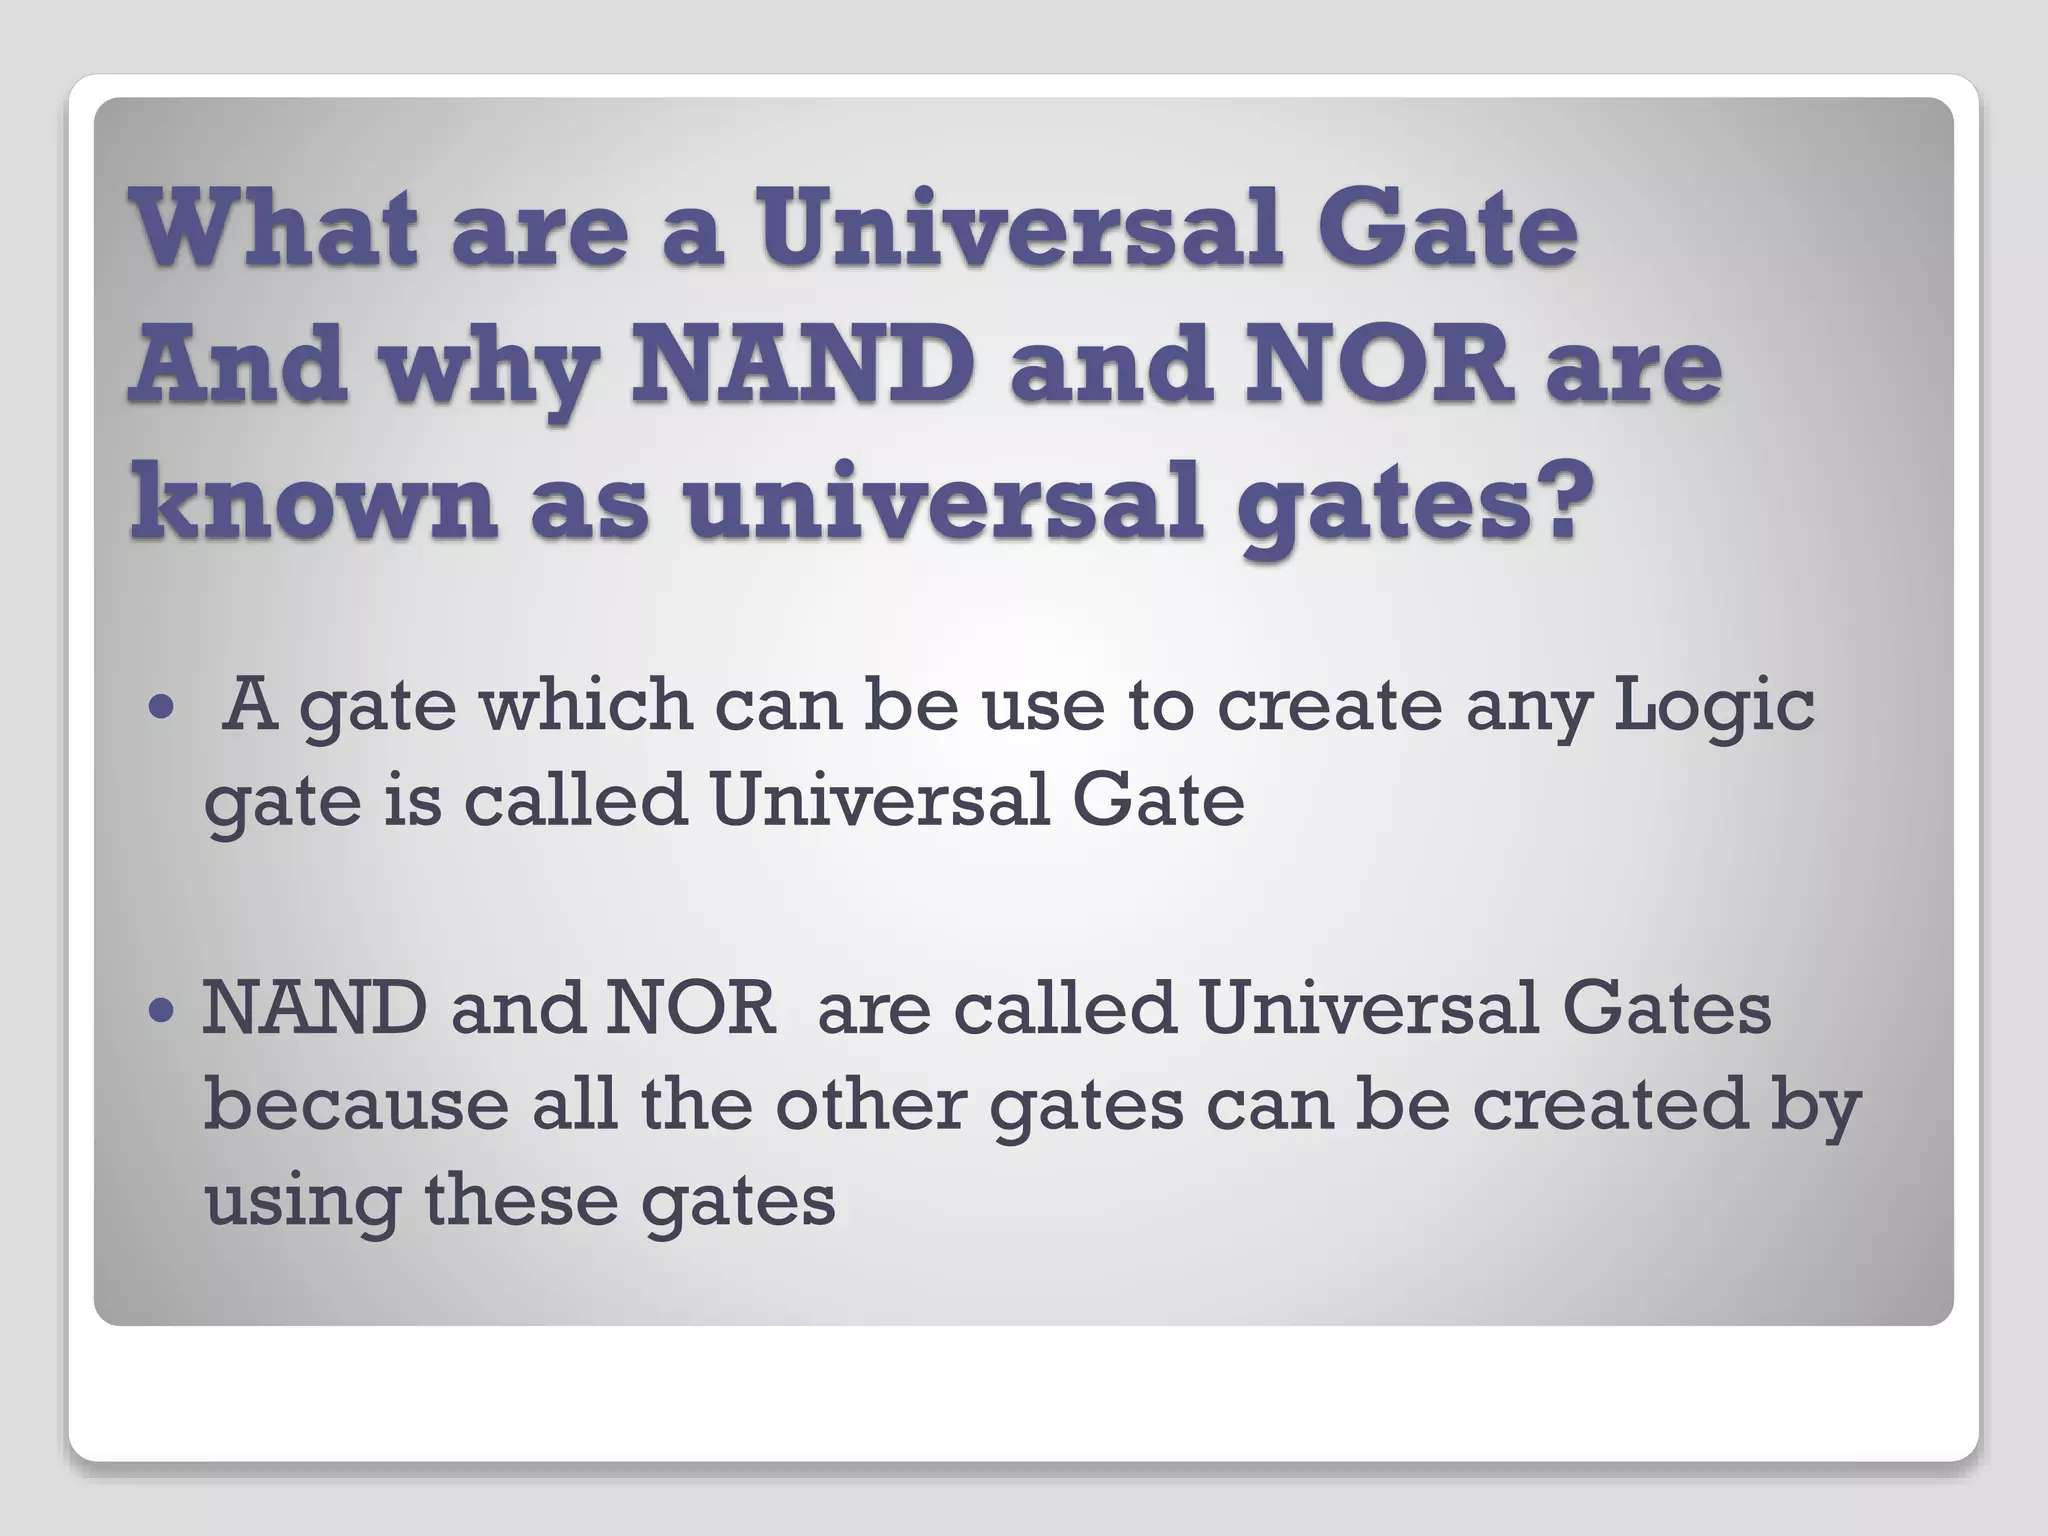 What are a Universal Gate
And why NAND and NOR are
known as universal gates?
• A gate which can be use to create any Logic
gate is called Universal Gate
• NAND and NOR are called Universal Gates
because all the other gates can be created by
using these gates